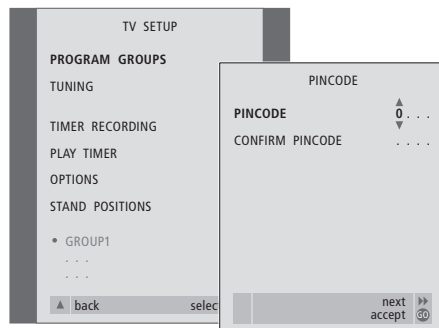 TV SETUP
PROGRAM GROUPS
TUNING
TIMER RECORDING
PLAY TIMER
OPTIONS
STAND POSITIONS
• GROUP1
. . .
. . .
back selec
PINCODE
PINCODE 0 . . .
CONFIRM PINCODE . . . .
next
accept GO